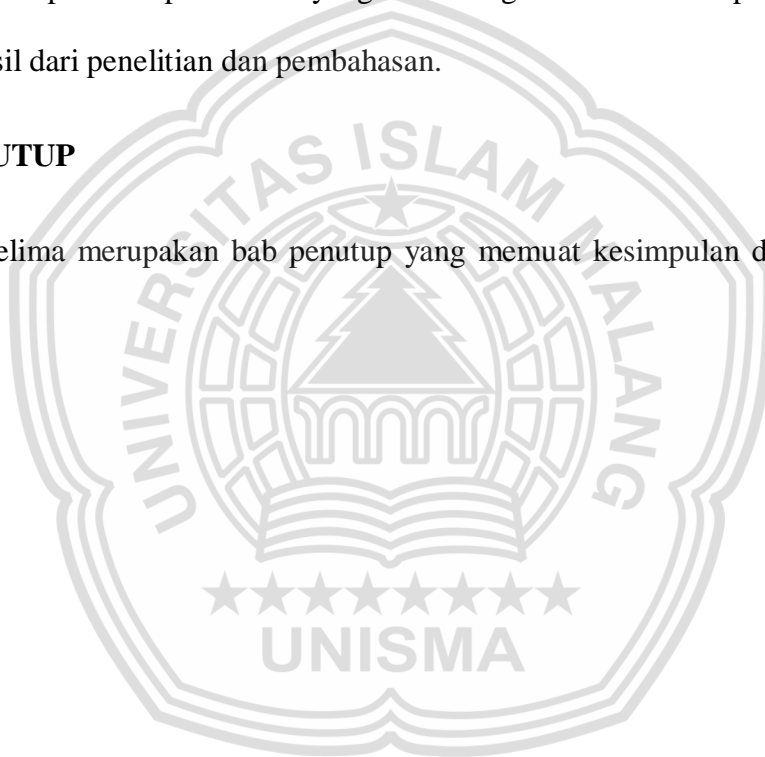 sil dari penelitian dan pembahasan.
UTUP
elima merupakan bab penutup yang memuat kesimpulan d
UNIVERSITAS ISLAM MALANG
UNISMA